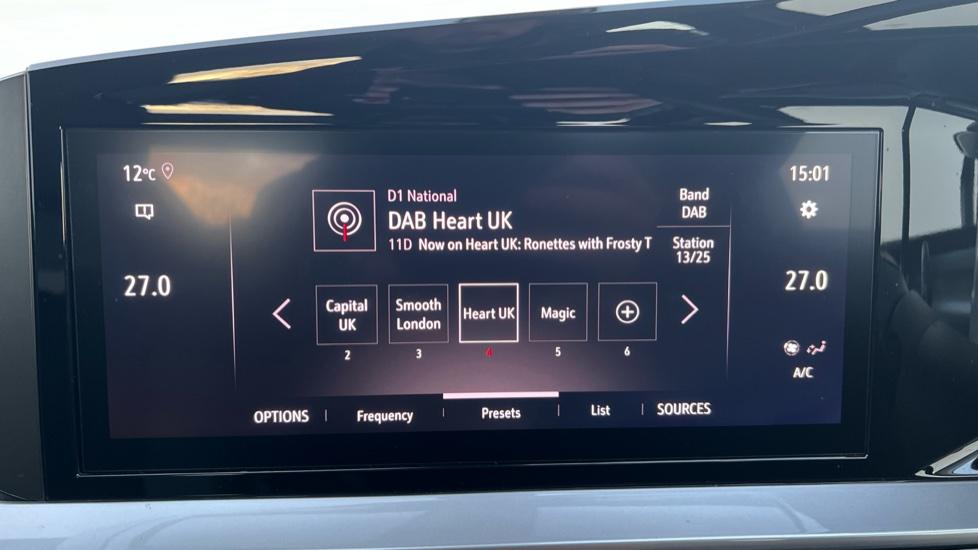 12°C
15:01
D1 National
DAB Heart UK
11D Now on Heart UK: Ronettes with Frosty T
Band
DAB
Station
13/25
27.0
27.0
Capital
UK
2
Smooth
London
3
Heart UK
4
Magic
5
6
A/C
OPTIONS
Frequency
Presets
List
SOURCES